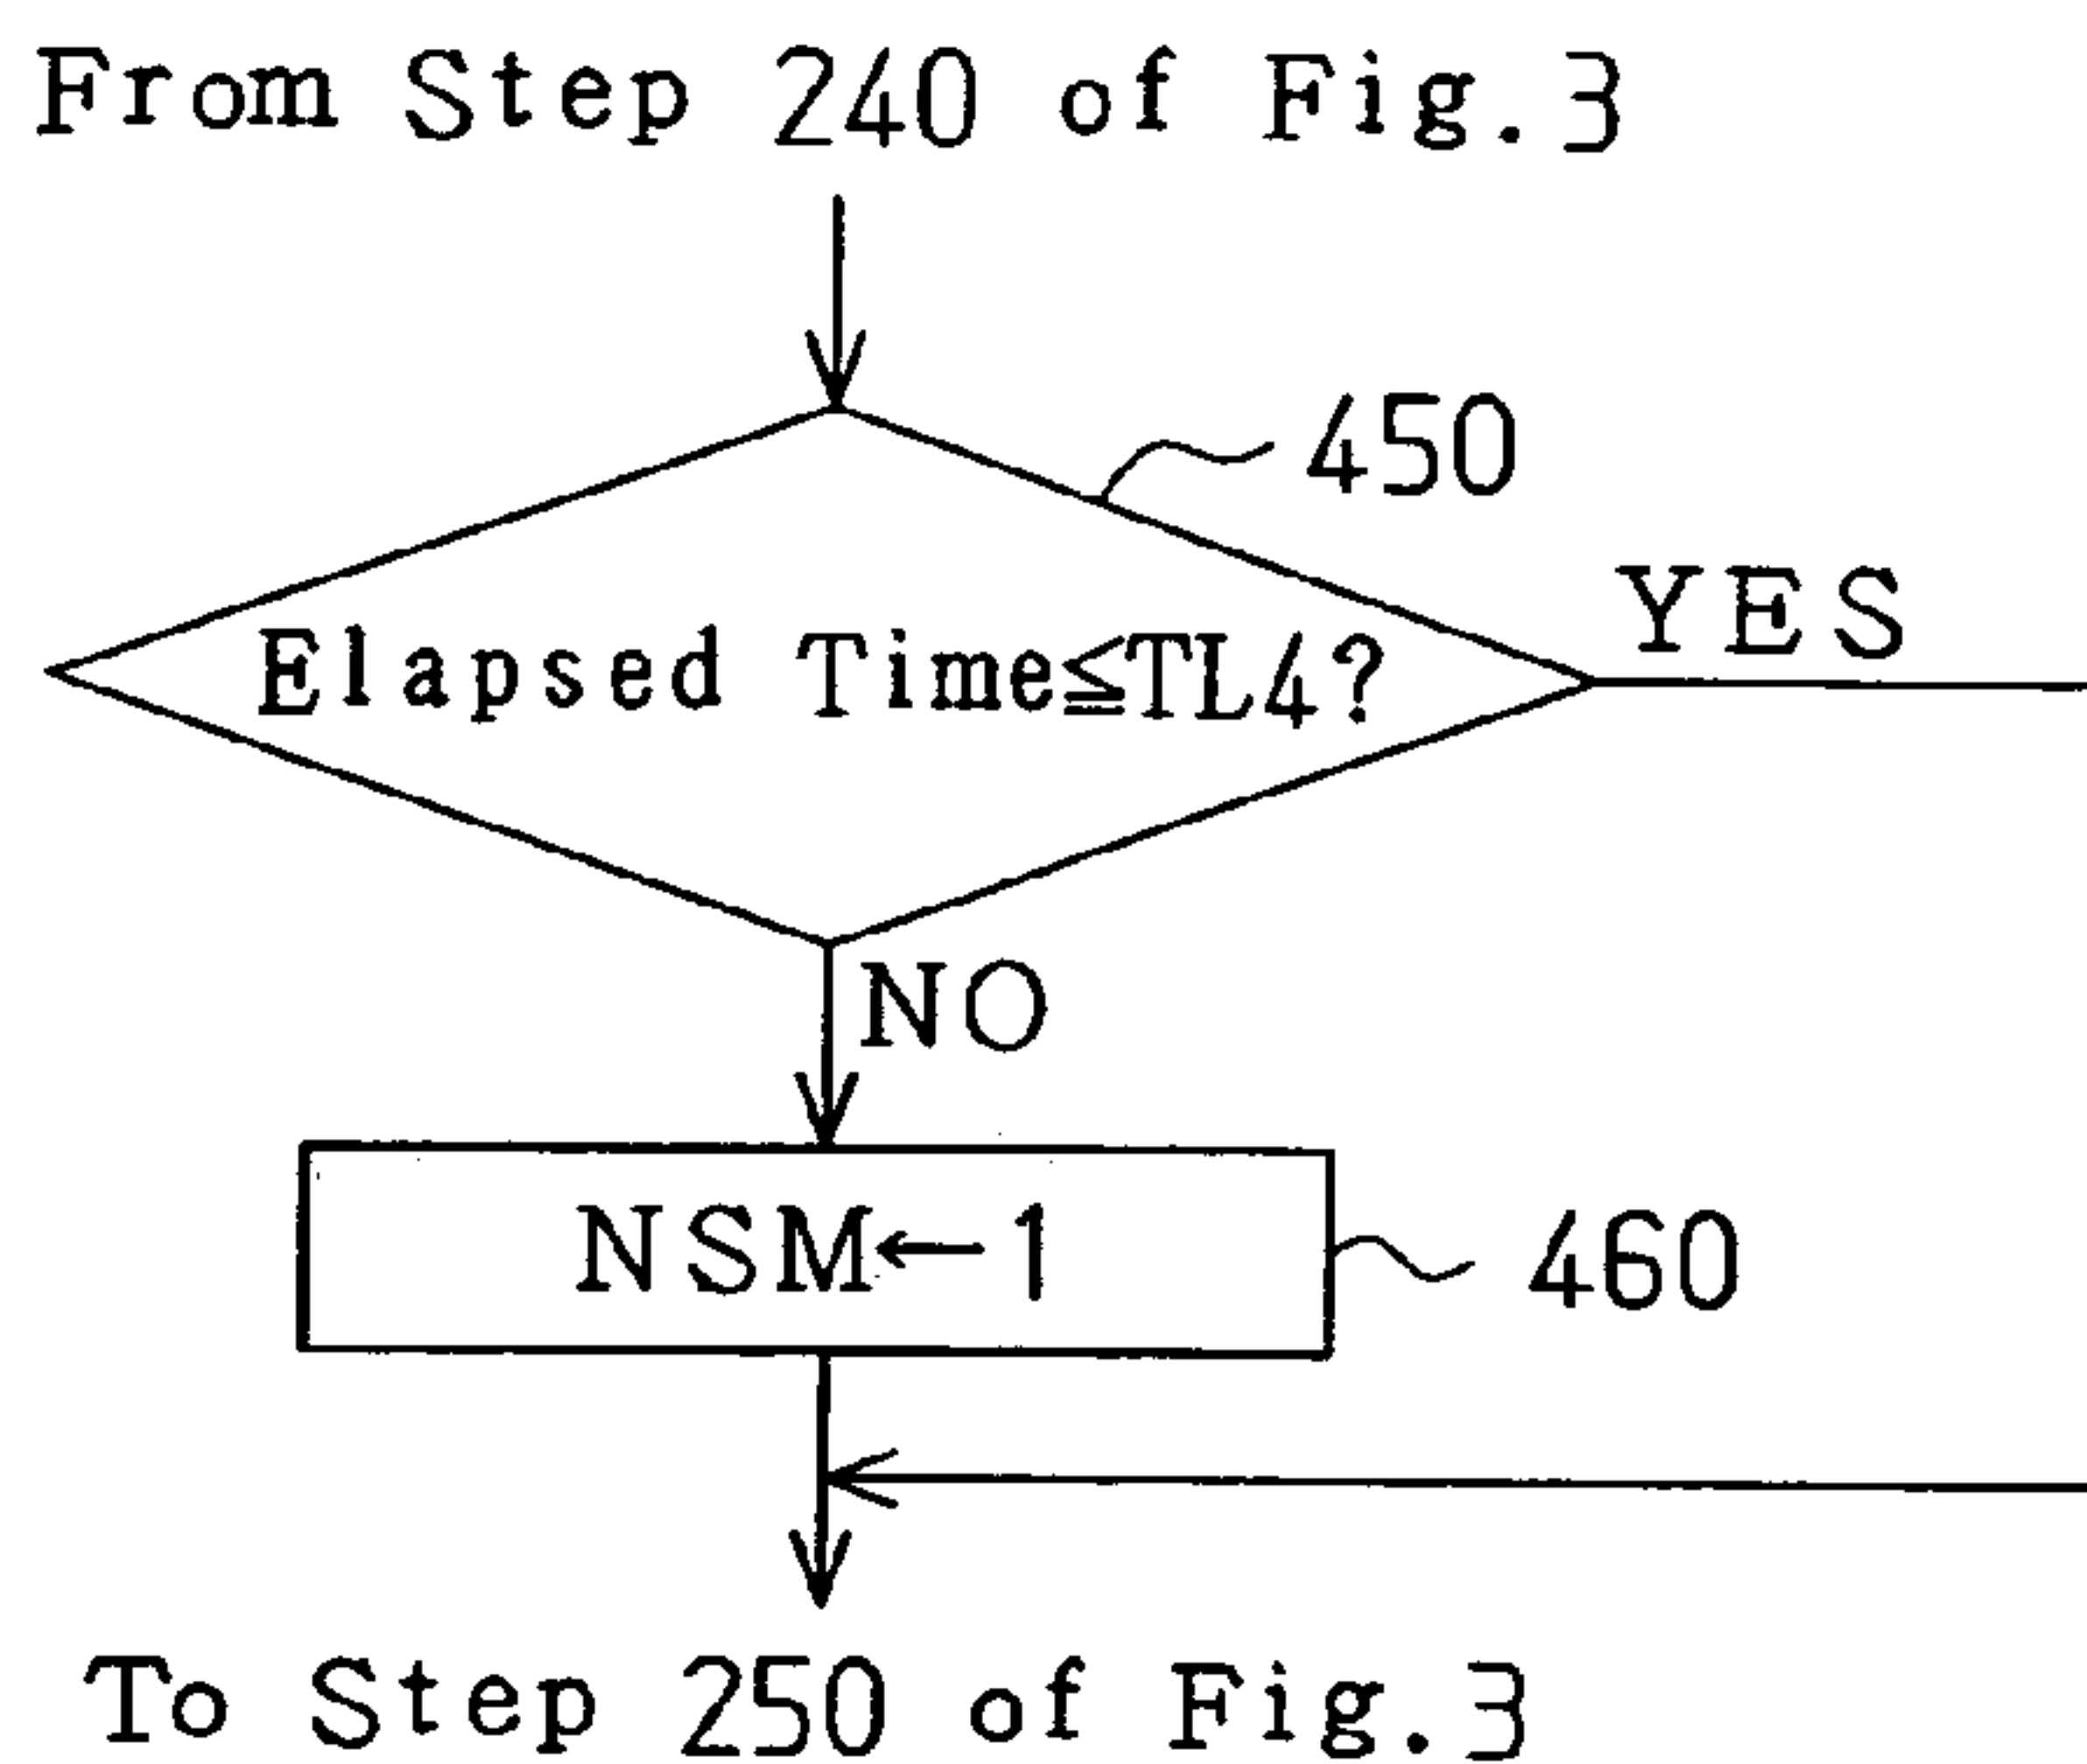 From Step 240 of Fig.3
450
YES
Elapsed Time≦TL4?
NO
NSM←1
460
To Step 250 of Fig.3